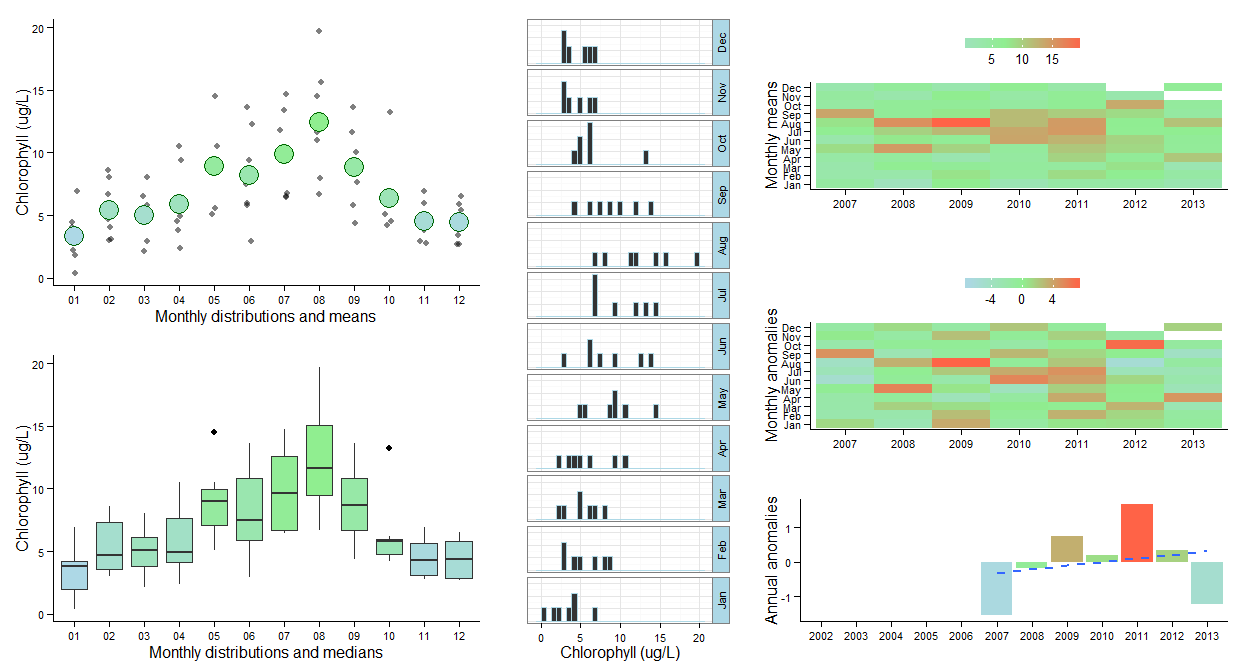 Chlorophyll (ug/L)
20
15
10
5
0
01 02 03 04 05 06 07 08 09 10 11 12
Monthly distributions and means
Chlorophyll (ug/L)
20
15
10
5
0
01 02 03 04 05 06 07 08 09 10 11 12
Monthly distributions and medians
Dec
Nov
Oct
Sep
Aug
Jul
Jun
May
Apr
Mar
Feb
Jan
0 5 10 15 20
Chlorophyll (ug/L)
5 10 15
Monthly means
Dec
Nov
Oct
Sep
Aug
Jul
Jun
May
Apr
Mar
Feb
Jan
2007 2008 2009 2010 2011 2012 2013
-4 0 4
Monthly anomalies
Dec
Nov
Oct
Sep
Aug
Jul
Jun
May
Apr
Mar
Feb
Jan
2007 2008 2009 2010 2011 2012 2013
Annual anomalies
1
0
-1
2002 2003 2004 2005 2006 2007 2008 2009 2010 2011 2012 2013